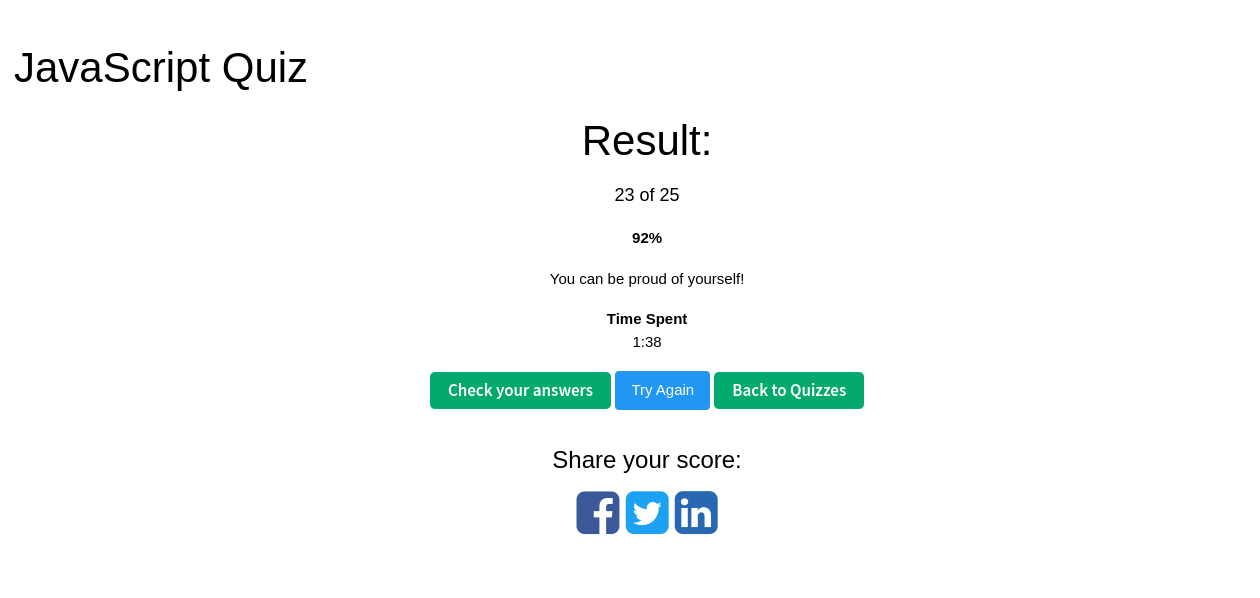 JavaScript Quiz
Result:
23 of 25
92%
You can be proud of yourself!
Time Spent
1:38
Check your answers Try Again Back to Quizzes
Share your score: